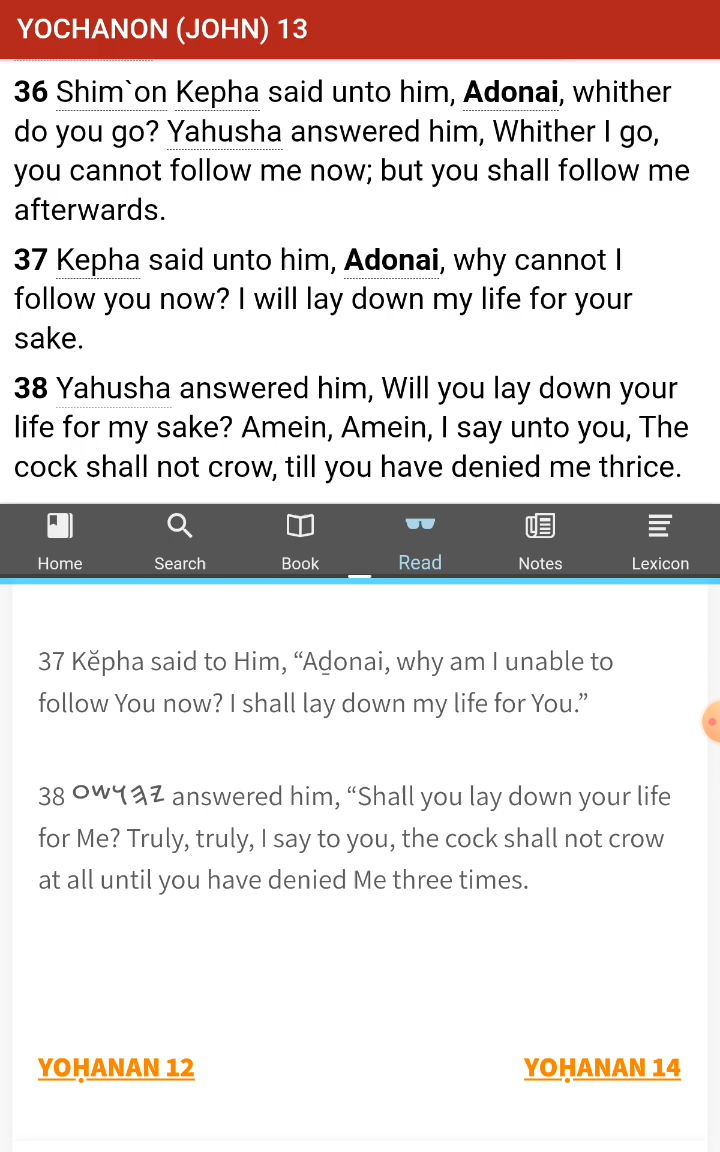 YOCHANON (JOHN) 13
36 Shim`on Kepha said unto him, Adonai, whither
do you go? Yahusha answered him, Whither I go,
you cannot follow me now; but you shall follow me
afterwards.
37 Kepha said unto him, Adonai, why cannot I
follow you now? I will lay down my life for your
sake.
38 Yahusha answered him, Will you lay down your
life for my sake? Amein, Amein, I say unto you, The
cock shall not crow, till you have denied me thrice.
Home Search Book Read Notes Lexicon
37 Kĕpha said to Him, “Aḏonai, why am I unable to
follow You now? I shall lay down my life for You.”
38 𐤉𐤄𐤅𐤔𐤏 answered him, “Shall you lay down your life
for Me? Truly, truly, I say to you, the cock shall not crow
at all until you have denied Me three times.
YOḤANAN 12 YOḤANAN 14